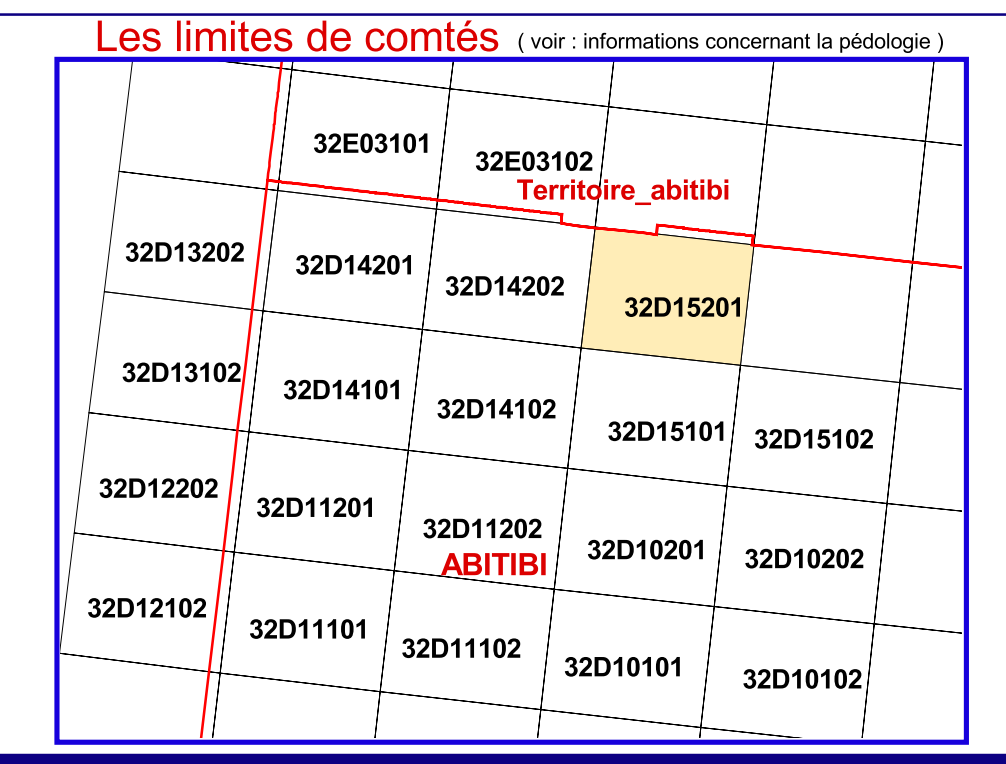 Les limites de comtés ( voir : informations concernant la pédologie )
32E03101
32E03102
Territoire_abitibi
32D13202
32D14201
32D14202
32D15201
32D13102
32D14101
32D14102
32D15101
32D15102
32D12202
32D11201
32D11202
32D10201
32D10202
ABITIBI
32D12102
32D11101
32D11102
32D10101
32D10102